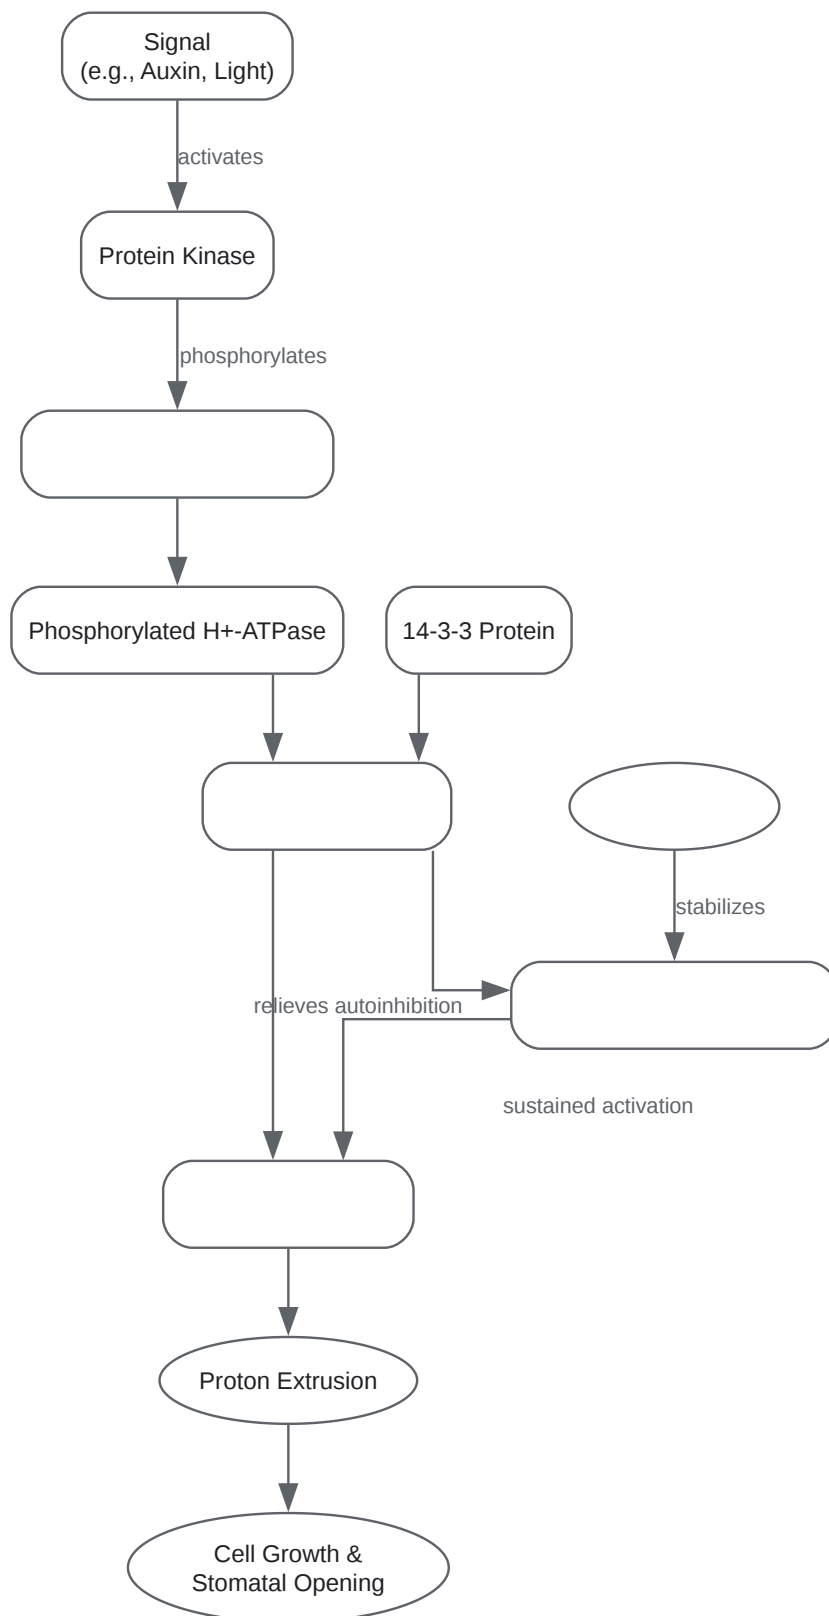 Signal
(e.g., Auxin, Light)
activates
Protein Kinase
phosphorylates
Phosphorylated H+-ATPase
14-3-3 Protein
stabilizes
relieves autoinhibition
sustained activation
Proton Extrusion
Cell Growth &
Stomatal Opening